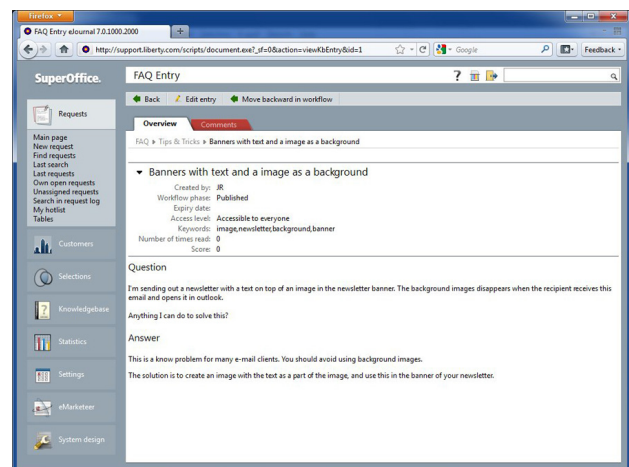 Firefox
FAQ Entry eJournal 7.0.1000.2000
http://support.liberty.com/scripts/document.exe?_sf=0&action=viewKbEntry&id=1
Google
Feedback
SuperOffice.
FAQ Entry
Back Edit entry Move backward in workflow
Requests
Overview Comments
Main page
New request
Find requests
Last search
Last requests
Own open requests
Unassigned requests
Search in request log
My hotlist
Tables
FAQ Tips & Tricks Banners with text and a image as a background
Banners with text and a image as a background
Created by: JR
Workflow phase: Published
Expiry date:
Access level: Accessible to everyone
Keywords: image,newsletter,background,banner
Number of times read: 0
Score: 0
Customers
Selections
Knowledgebase
Statistics
Settings
eMarketeer
System design
Question
I'm sending out a newsletter with a text on top of an image in the newsletter banner. The background images disappears when the recipient receives this
email and opens it in outlook.
Anything I can do to solve this?
Answer
This is a know problem for many e-mail clients. You should avoid using background images.
The solution is to create an image with the text as a part of the image, and use this in the banner of your newsletter.